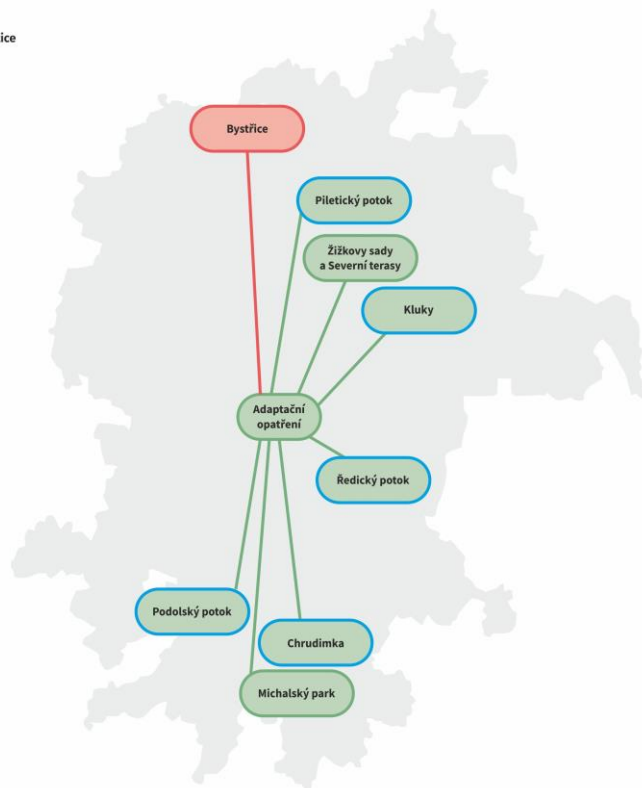 ice
Bystřice
Piletický potok
Žižkovy sady
a Severní terasy
Kluky
Adaptační
opatření
Ředický potok
Podolský potok
Chrudimka
Michalský park